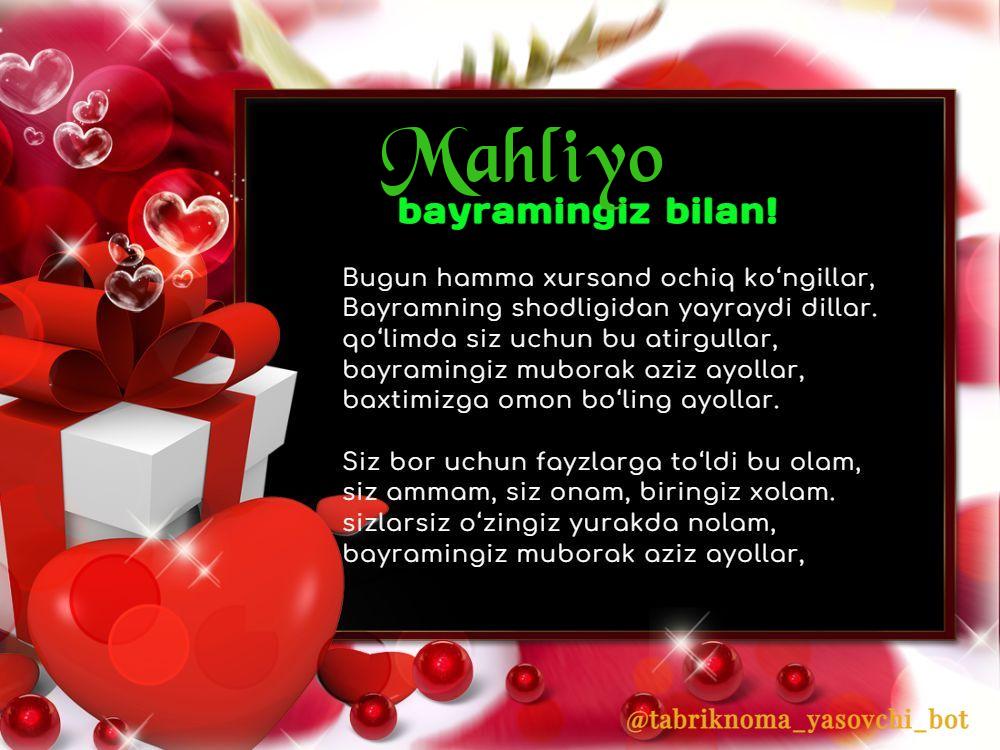 Mahliyo
bayramingiz bilan!
Bugun hamma xursand ochiq ko‘ngillar,
Bayramning shodligidan yayraydi dillar.
qo‘limda siz uchun bu atirgullar,
bayramingiz muborak aziz ayollar,
baxtimizga omon bo‘ling ayollar.
Siz bor uchun fayzlarga to‘ldi bu olam,
siz ammam, siz onam, biringiz xolam.
sizlarsiz o‘zingiz yurakda nolam,
bayramingiz muborak aziz ayollar,
@tabriknoma_yasovchi_bot